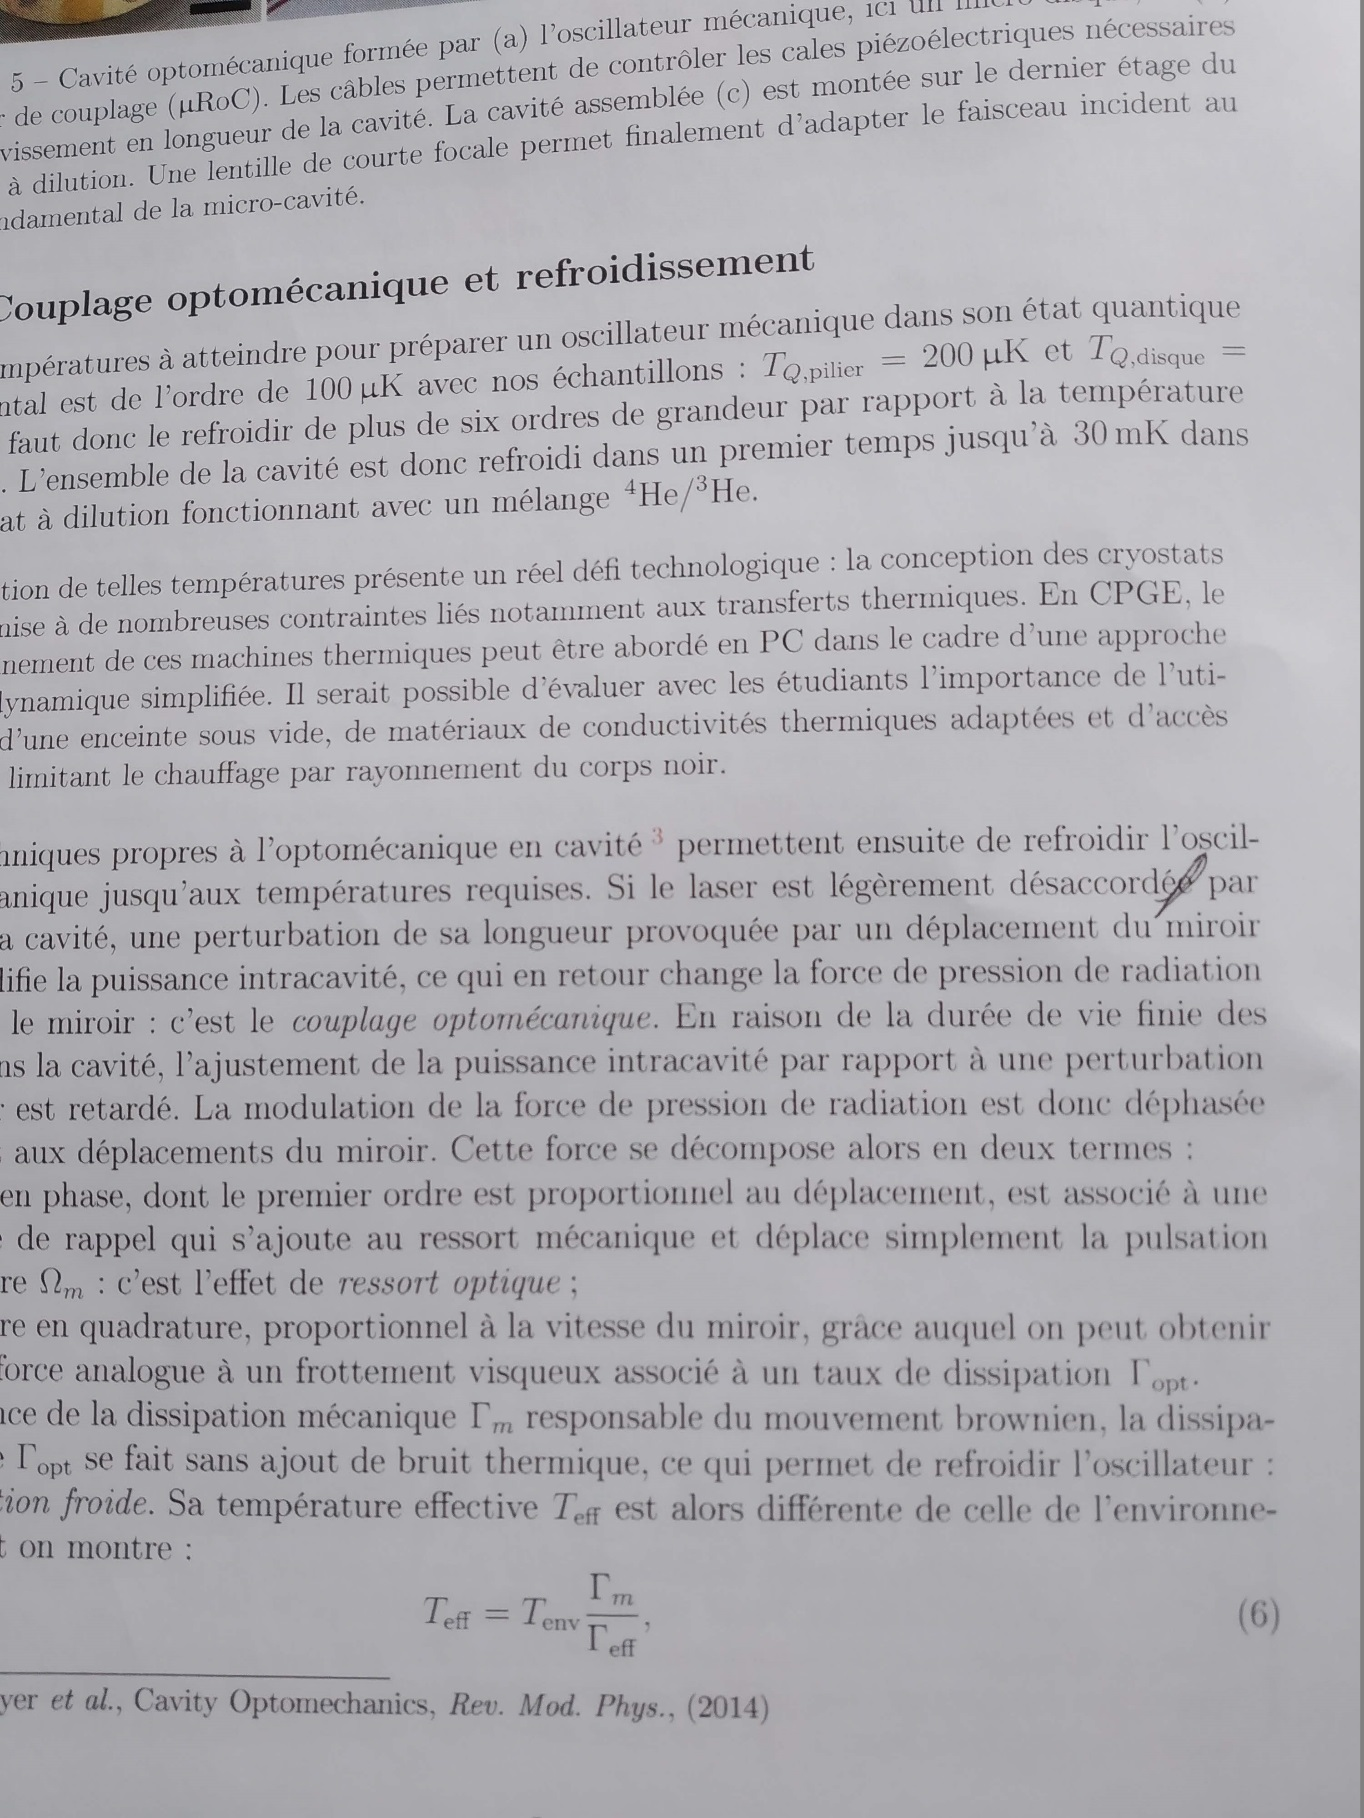 5 – Cavité optomécanique formée par (a) l'oscillateur mécanique, ici un
de couplage (µRoC). Les câbles permettent de contrôler les cales piézoélectriques nécessaires
vissement en longueur de la cavité. La cavité assemblée (c) est montée sur le dernier étage du
à dilution. Une lentille de courte focale permet finalement d'adapter le faisceau incident au
ndamental de la micro-cavité.
Couplage optomécanique et refroidissement
mpératures à atteindre pour préparer un oscillateur mécanique dans son état quantique
ntal est de l'ordre de 100 µK avec nos échantillons : T_{Q,pilier} = 200 µK et T_{Q,disque} =
faut donc le refroidir de plus de six ordres de grandeur par rapport à la température
. L'ensemble de la cavité est donc refroidi dans un premier temps jusqu'à 30 mK dans
at à dilution fonctionnant avec un mélange ⁴He/³He.
tion de telles températures présente un réel défi technologique : la conception des cryostats
mise à de nombreuses contraintes liés notamment aux transferts thermiques. En CPGE, le
nement de ces machines thermiques peut être abordé en PC dans le cadre d'une approche
dynamique simplifiée. Il serait possible d'évaluer avec les étudiants l'importance de l'uti-
d'une enceinte sous vide, de matériaux de conductivités thermiques adaptées et d'accès
limitant le chauffage par rayonnement du corps noir.
hniques propres à l'optomécanique en cavité ³ permettent ensuite de refroidir l'oscil-
anique jusqu'aux températures requises. Si le laser est légèrement désaccordée par
a cavité, une perturbation de sa longueur provoquée par un déplacement du miroir
difie la puissance intracavité, ce qui en retour change la force de pression de radiation
le miroir : c'est le couplage optomécanique. En raison de la durée de vie finie des
ns la cavité, l'ajustement de la puissance intracavité par rapport à une perturbation
r est retardé. La modulation de la force de pression de radiation est donc déphasée
aux déplacements du miroir. Cette force se décompose alors en deux termes :
en phase, dont le premier ordre est proportionnel au déplacement, est associé à une
de rappel qui s'ajoute au ressort mécanique et déplace simplement la pulsation
re Ω_m : c'est l'effet de ressort optique ;
re en quadrature, proportionnel à la vitesse du miroir, grâce auquel on peut obtenir
force analogue à un frottement visqueux associé à un taux de dissipation Γ_opt.
nce de la dissipation mécanique Γ_m responsable du mouvement brownien, la dissipa-
e Γ_opt se fait sans ajout de bruit thermique, ce qui permet de refroidir l'oscillateur :
tion froide. Sa température effective T_eff est alors différente de celle de l'environne-
t on montre :
T_eff = T_env Γ_m / Γ_eff, (6)
yer et al., Cavity Optomechanics, Rev. Mod. Phys., (2014)